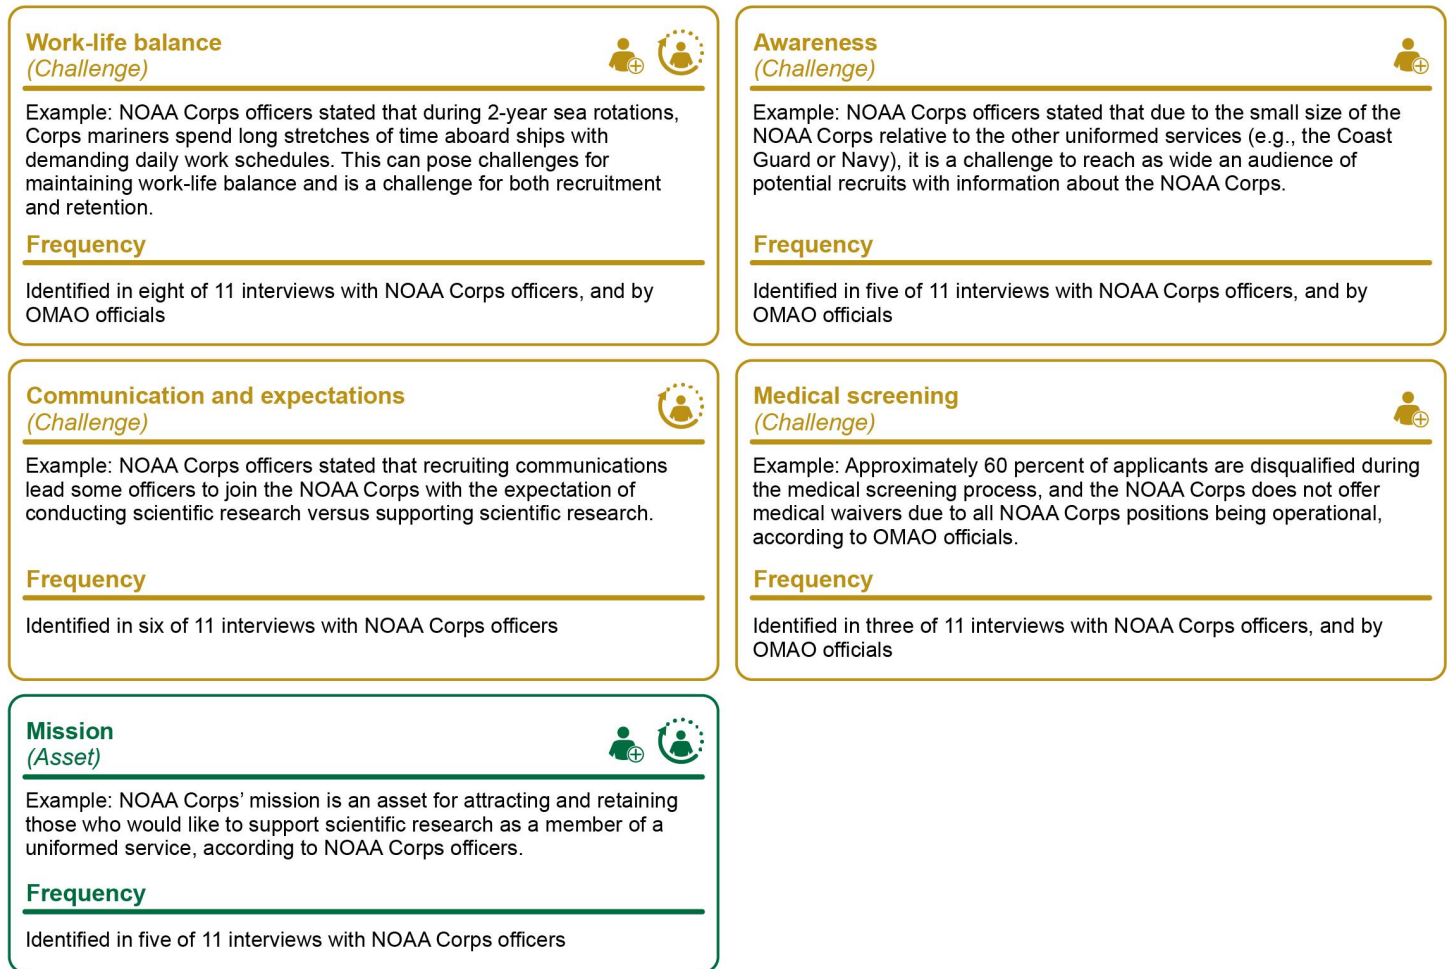 Work-life balance
(Challenge)
Example: NOAA Corps officers stated that during 2-year sea rotations,
Corps mariners spend long stretches of time aboard ships with
demanding daily work schedules. This can pose challenges for
maintaining work-life balance and is a challenge for both recruitment
and retention.
Frequency
Identified in eight of 11 interviews with NOAA Corps officers, and by
OMAO officials
Awareness
(Challenge)
Example: NOAA Corps officers stated that due to the small size of the
NOAA Corps relative to the other uniformed services (e.g., the Coast
Guard or Navy), it is a challenge to reach as wide an audience of
potential recruits with information about the NOAA Corps.
Frequency
Identified in five of 11 interviews with NOAA Corps officers, and by
OMAO officials
Communication and expectations
(Challenge)
Example: NOAA Corps officers stated that recruiting communications
lead some officers to join the NOAA Corps with the expectation of
conducting scientific research versus supporting scientific research.
Frequency
Identified in six of 11 interviews with NOAA Corps officers
Medical screening
(Challenge)
Example: Approximately 60 percent of applicants are disqualified during
the medical screening process, and the NOAA Corps does not offer
medical waivers due to all NOAA Corps positions being operational,
according to OMAO officials.
Frequency
Identified in three of 11 interviews with NOAA Corps officers, and by
OMAO officials
Mission
(Asset)
Example: NOAA Corps’ mission is an asset for attracting and retaining
those who would like to support scientific research as a member of a
uniformed service, according to NOAA Corps officers.
Frequency
Identified in five of 11 interviews with NOAA Corps officers